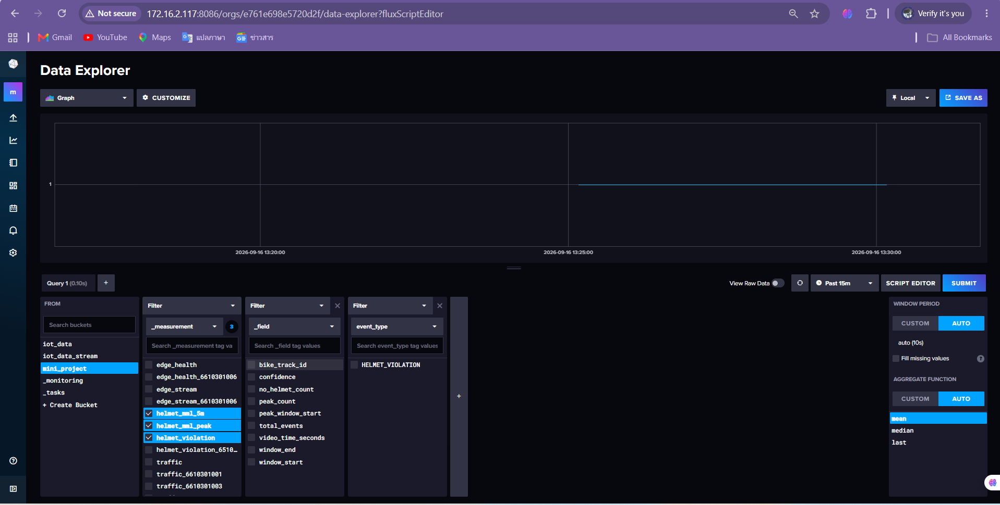 Not secure 172.16.2.117:8086/orgs/e761e698e5720d2f/data-explorer?fluxScriptEditor Verify it's you
Gmail YouTube Maps แปลภาษา ข่าวสาร All Bookmarks
Data Explorer
m
Graph CUSTOMIZE Local SAVE AS
1
2026-09-16 13:20:00 2026-09-16 13:25:00 2026-09-16 13:30:00
Query 1 (0.10s) + View Raw Data Past 15m SCRIPT EDITOR SUBMIT
FROM
Search buckets
iot_data
iot_data_stream
mini_project
_monitoring
_tasks
+ Create Bucket
Filter
_measurement 3
Search _measurement tag va
edge_health
edge_health_6610301006
edge_stream
edge_stream_6610301006
helmet_mml_5m
helmet_mml_peak
helmet_violation
helmet_violation_6510…
traffic
traffic_6610301001
traffic_6610301003
Filter
_field
Search _field tag values
bike_track_id
confidence
no_helmet_count
peak_count
peak_window_start
total_events
video_time_seconds
window_end
window_start
Filter
event_type
Search event_type tag values
HELMET_VIOLATION
+
WINDOW PERIOD
CUSTOM AUTO
auto (10s)
Fill missing values ?
AGGREGATE FUNCTION
CUSTOM AUTO
mean
median
last